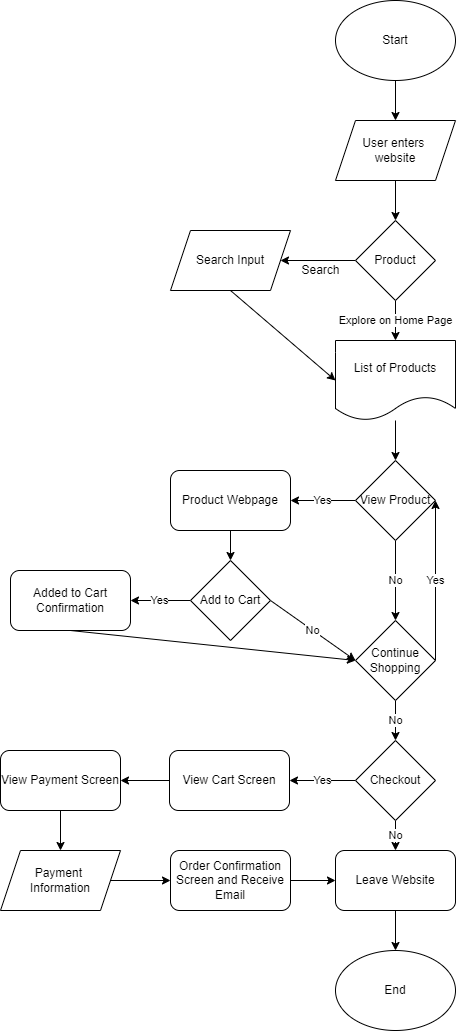 Start
User enters
website
Product
Search Input
Search
Explore on Home Page
List of Products
View Product
Yes
Product Webpage
No
Yes
Add to Cart
Yes
Added to Cart
Confirmation
No
Continue
Shopping
No
Checkout
Yes
View Cart Screen
View Payment Screen
No
Payment
Information
Order Confirmation
Screen and Receive
Email
Leave Website
End